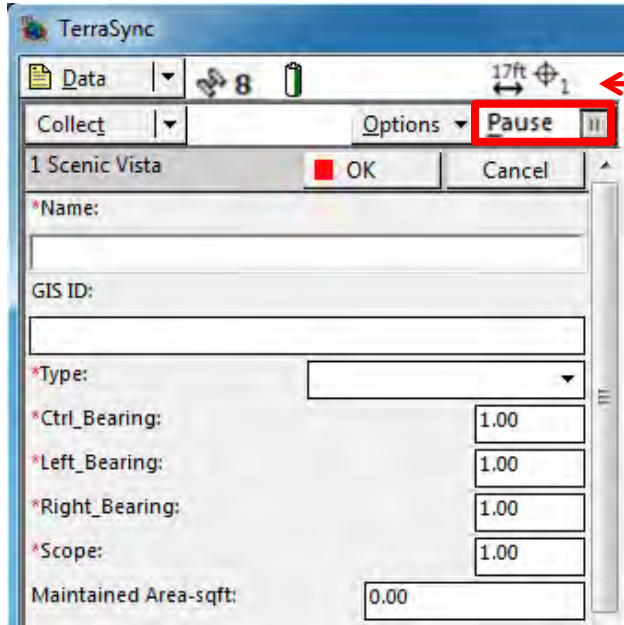 TerraSync
Data 8 17ft 1
Collect Options Pause
1 Scenic Vista OK Cancel
*Name:
GIS ID:
*Type:
*Ctrl_Bearing: 1.00
*Left_Bearing: 1.00
*Right_Bearing: 1.00
*Scope: 1.00
Maintained Area-sqft: 0.00